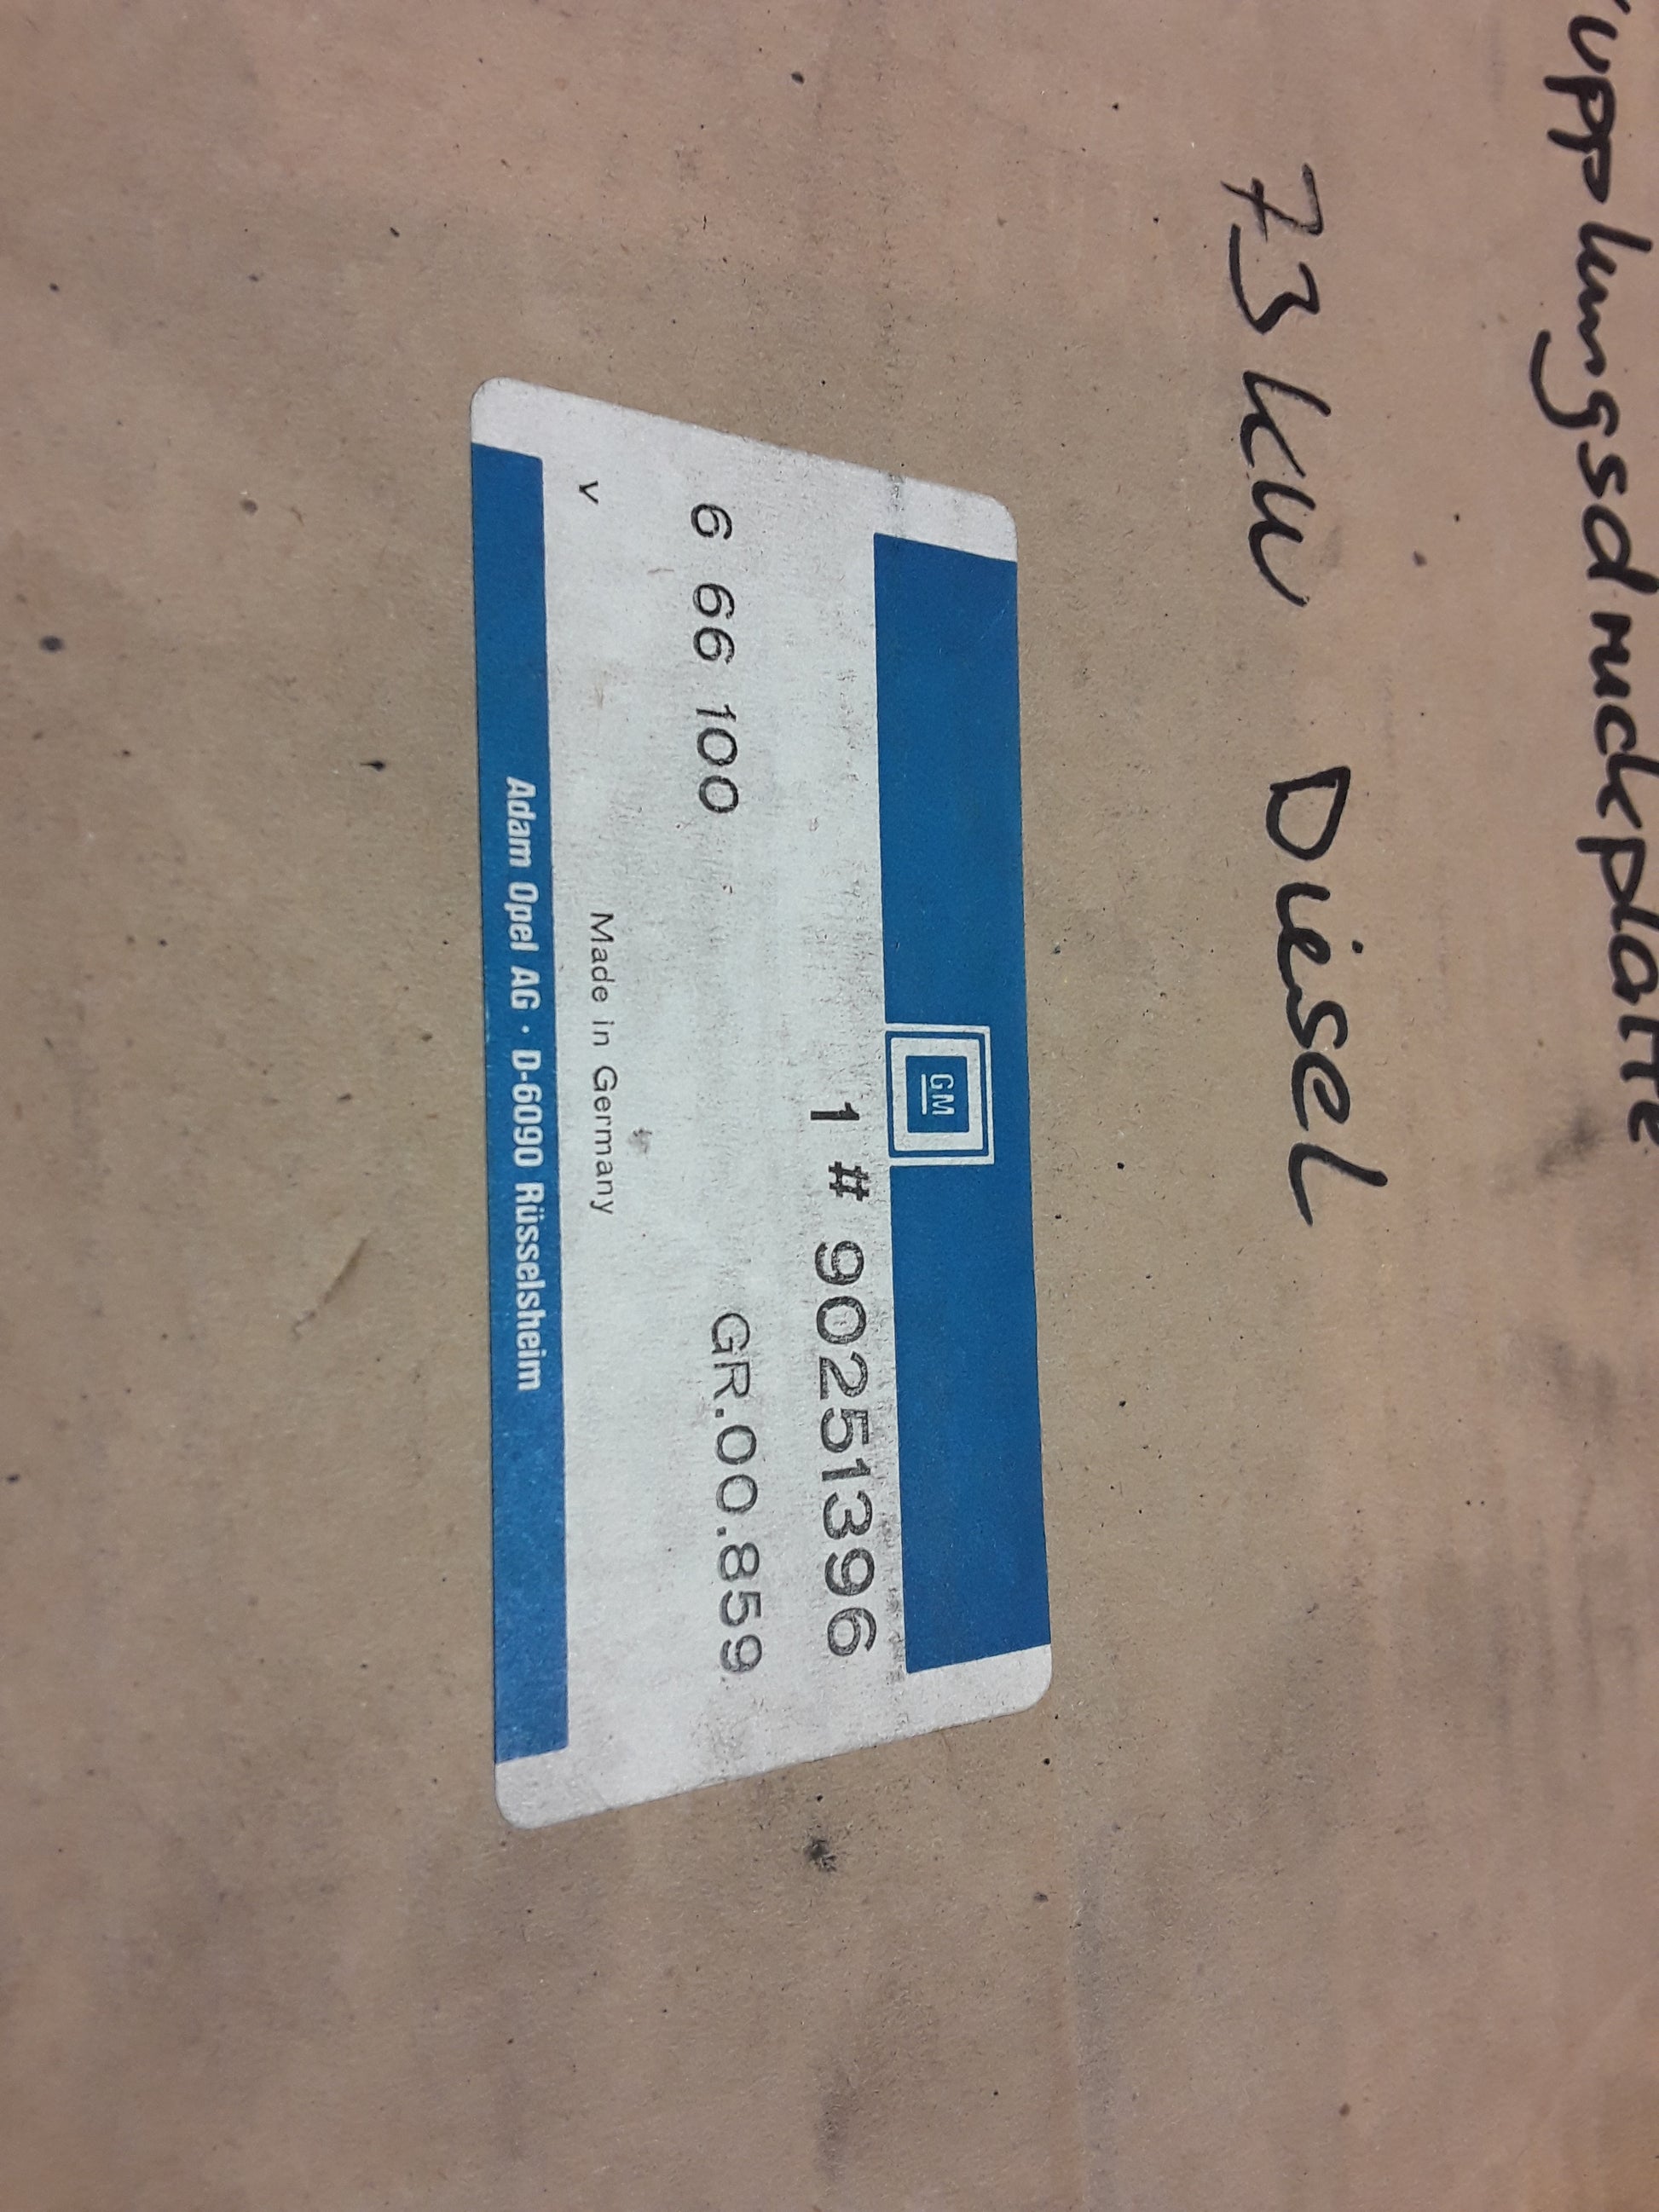 upplungsdruckplatte
73 KW Diesel
GM
1 # 90251396
6 66 100 GR.00.859
v Made in Germany
Adam Opel AG · D-6090 Rüsselsheim